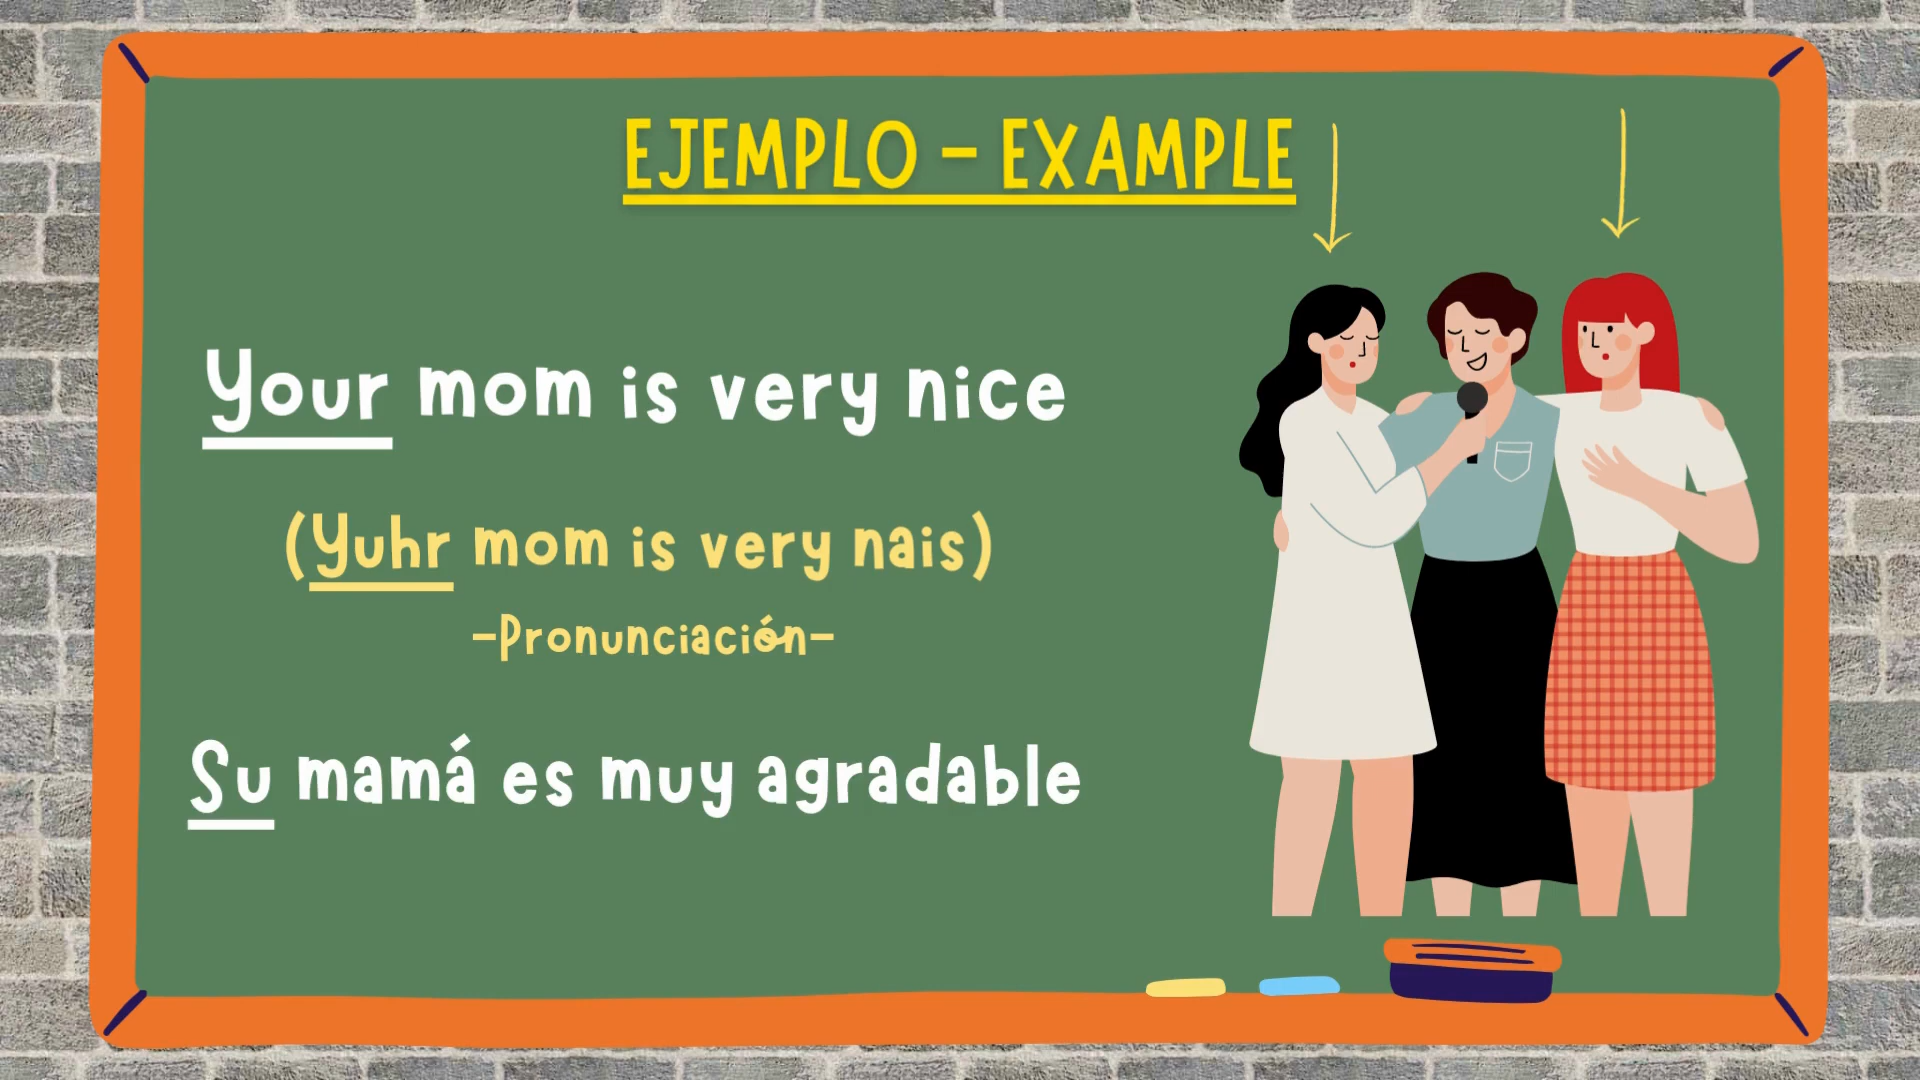 EJEMPLO - EXAMPLE
Your mom is very nice
(Yuhr mom is very nais)
-Pronunciación-
Su mamá es muy agradable